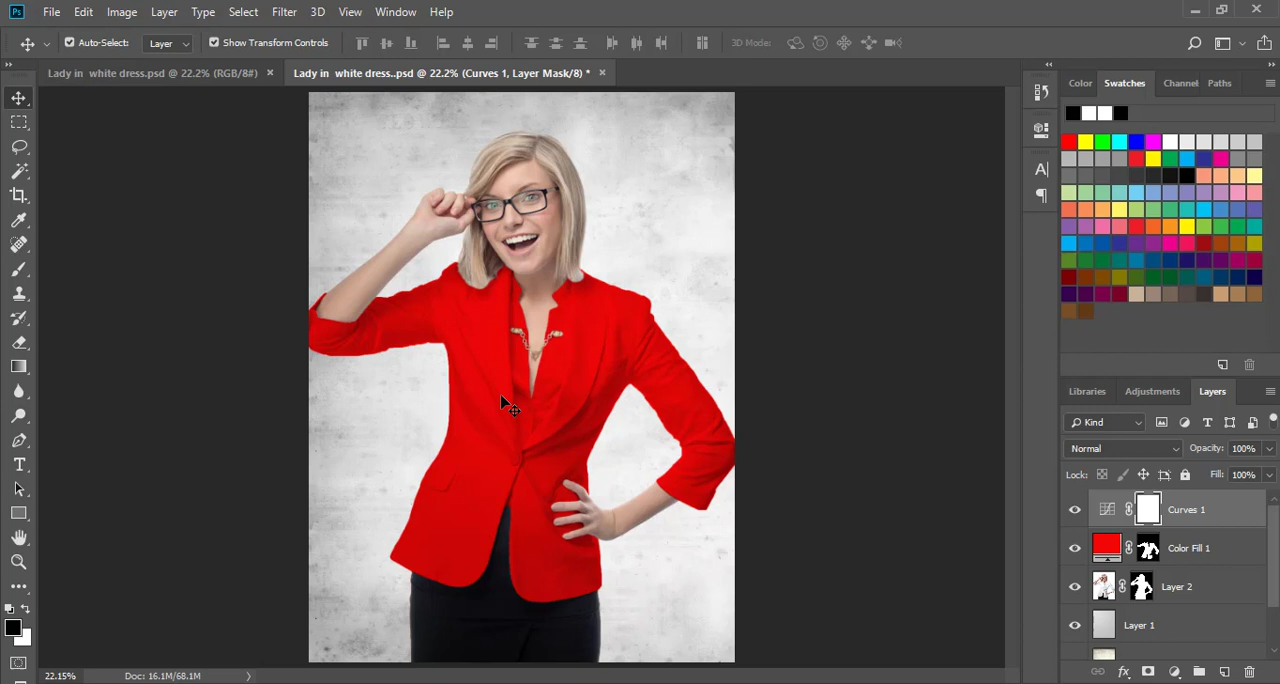 Ps File Edit Image Layer Type Select Filter 3D View Window Help
Auto-Select: Layer Show Transform Controls 3D Mode:
Lady in white dress.psd @ 22.2% (RGB/8#) × Lady in white dress..psd @ 22.2% (Curves 1, Layer Mask/8) * ×
Color Swatches Channel Paths
Libraries Adjustments Layers
Kind
Normal Opacity: 100%
Lock: Fill: 100%
Curves 1
Color Fill 1
Layer 2
Layer 1
22.15% Doc: 16.1M/68.1M